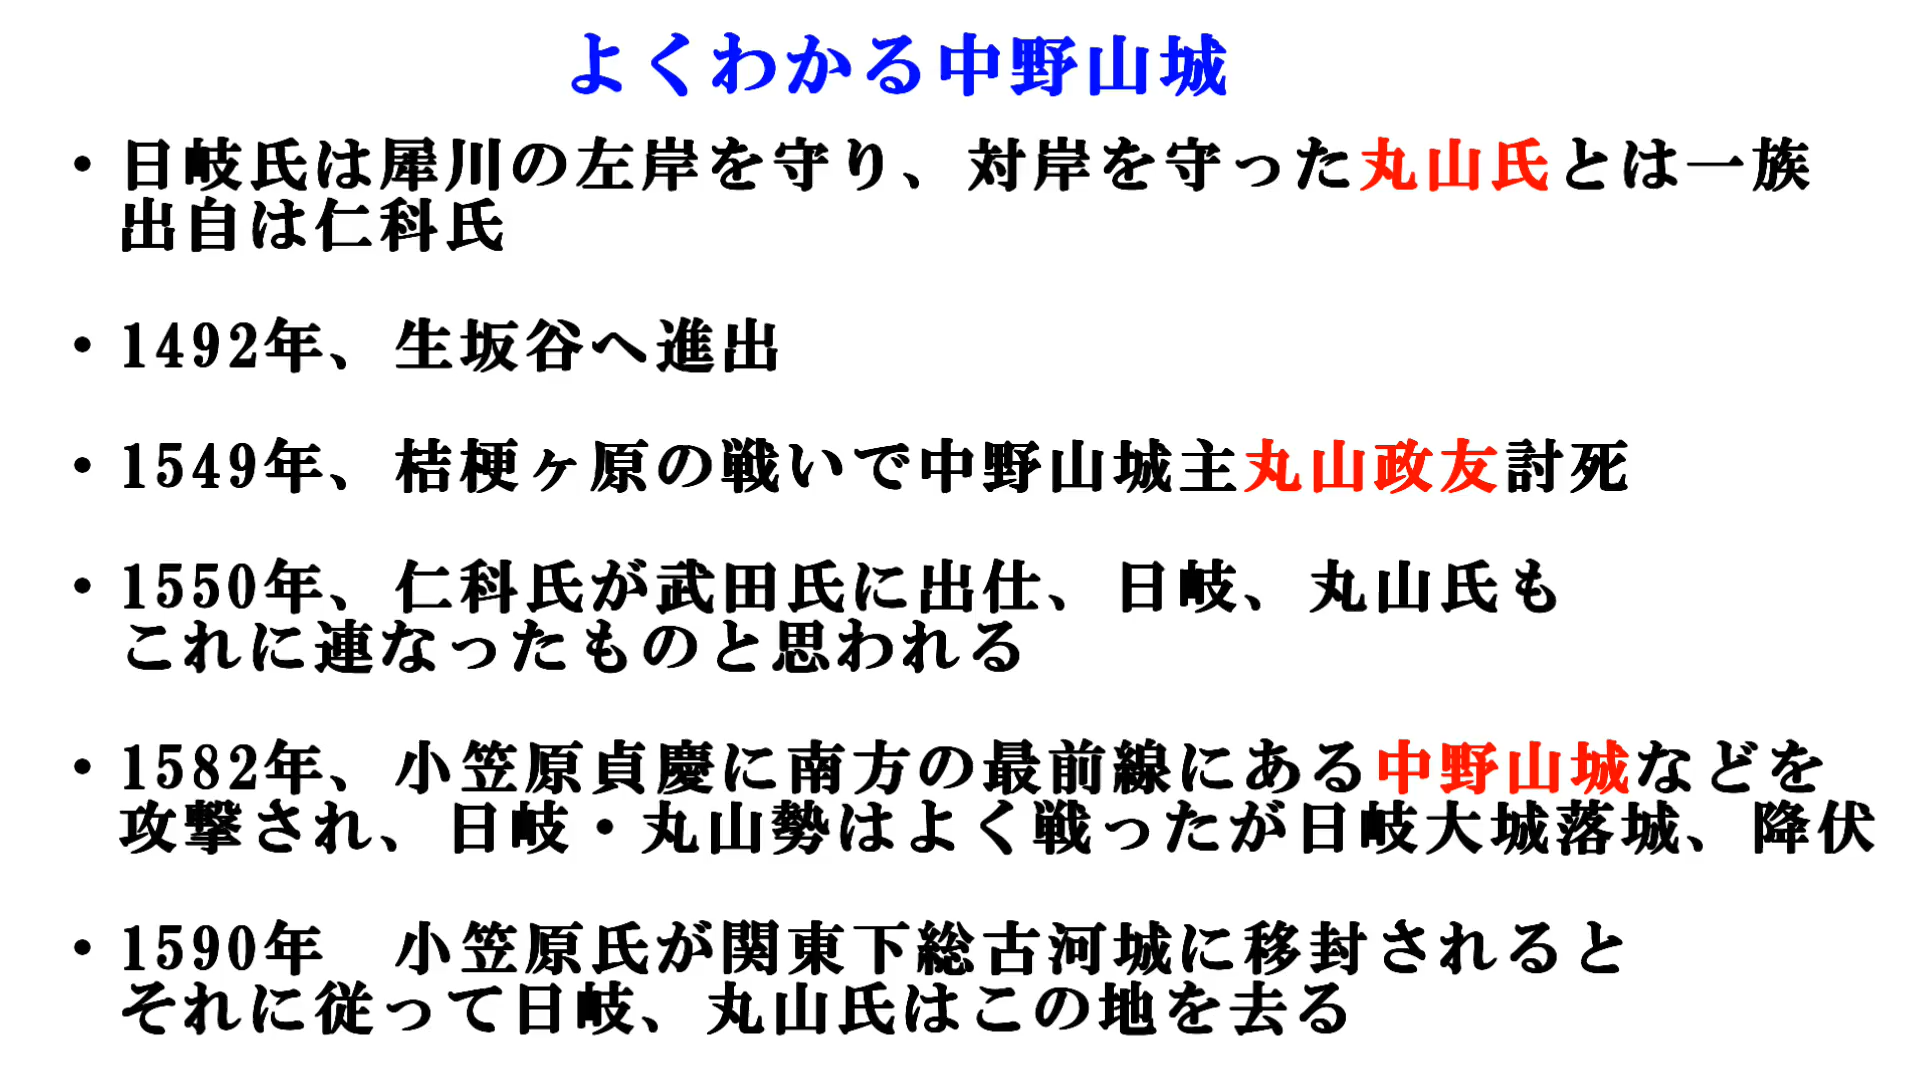 よくわかる中野山城
・日岐氏は犀川の左岸を守り、対岸を守った丸山氏とは一族
出自は仁科氏
・1492年、生坂谷へ進出
・1549年、桔梗ヶ原の戦いで中野山城主丸山政友討死
・1550年、仁科氏が武田氏に出仕、日岐、丸山氏も
これに連なったものと思われる
・1582年、小笠原貞慶に南方の最前線にある中野山城などを
攻撃され、日岐・丸山勢はよく戦ったが日岐大城落城、降伏
・1590年　小笠原氏が関東下総古河城に移封されると
それに従って日岐、丸山氏はこの地を去る